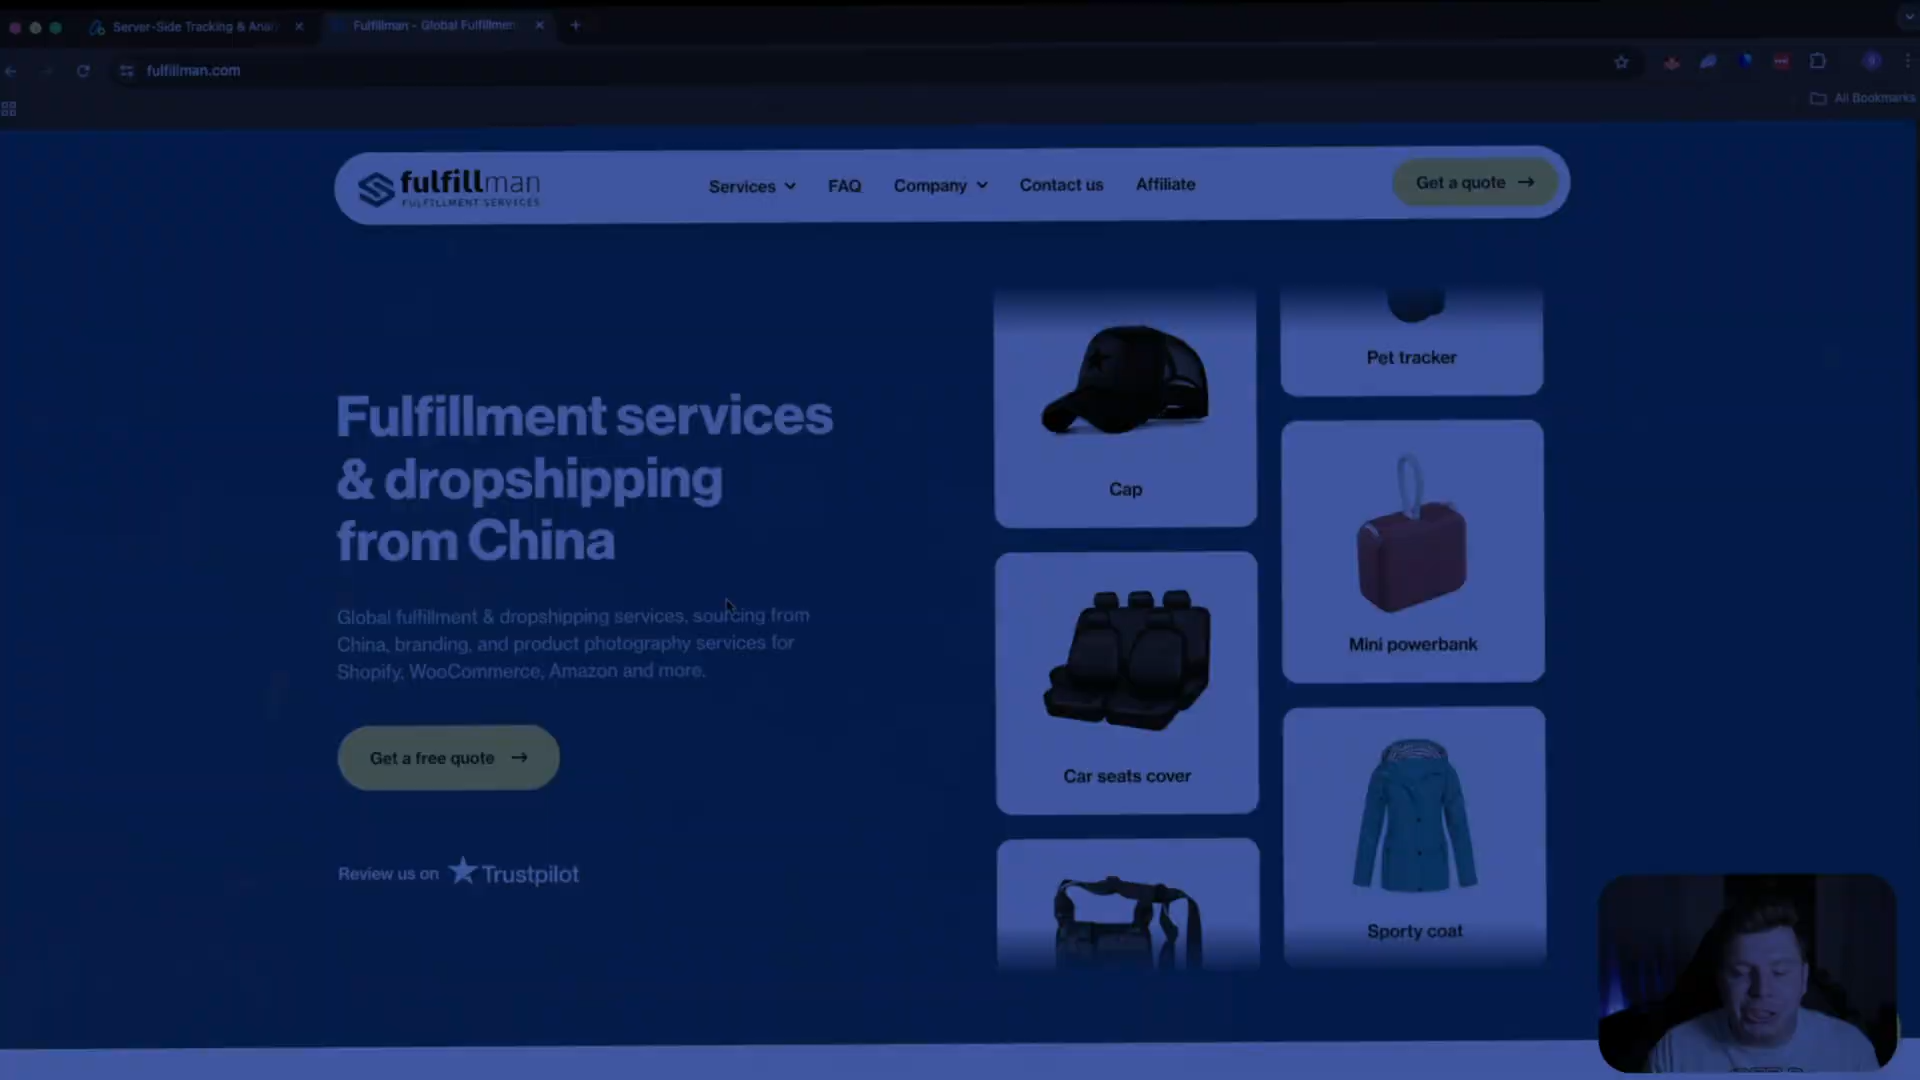 Server-Side Tracking & Anal
Fulfillman - Global Fulfillmen
fulfillman.com
All Bookmarks
fulfillman
FULFILLMENT SERVICES
Services
FAQ
Company
Contact us
Affiliate
Get a quote →
Fulfillment services
& dropshipping
from China
Global fulfillment & dropshipping services, sourcing from
China, branding, and product photography services for
Shopify, WooCommerce, Amazon and more.
Get a free quote →
Review us on Trustpilot
Cap
Pet tracker
Car seats cover
Mini powerbank
Sporty coat